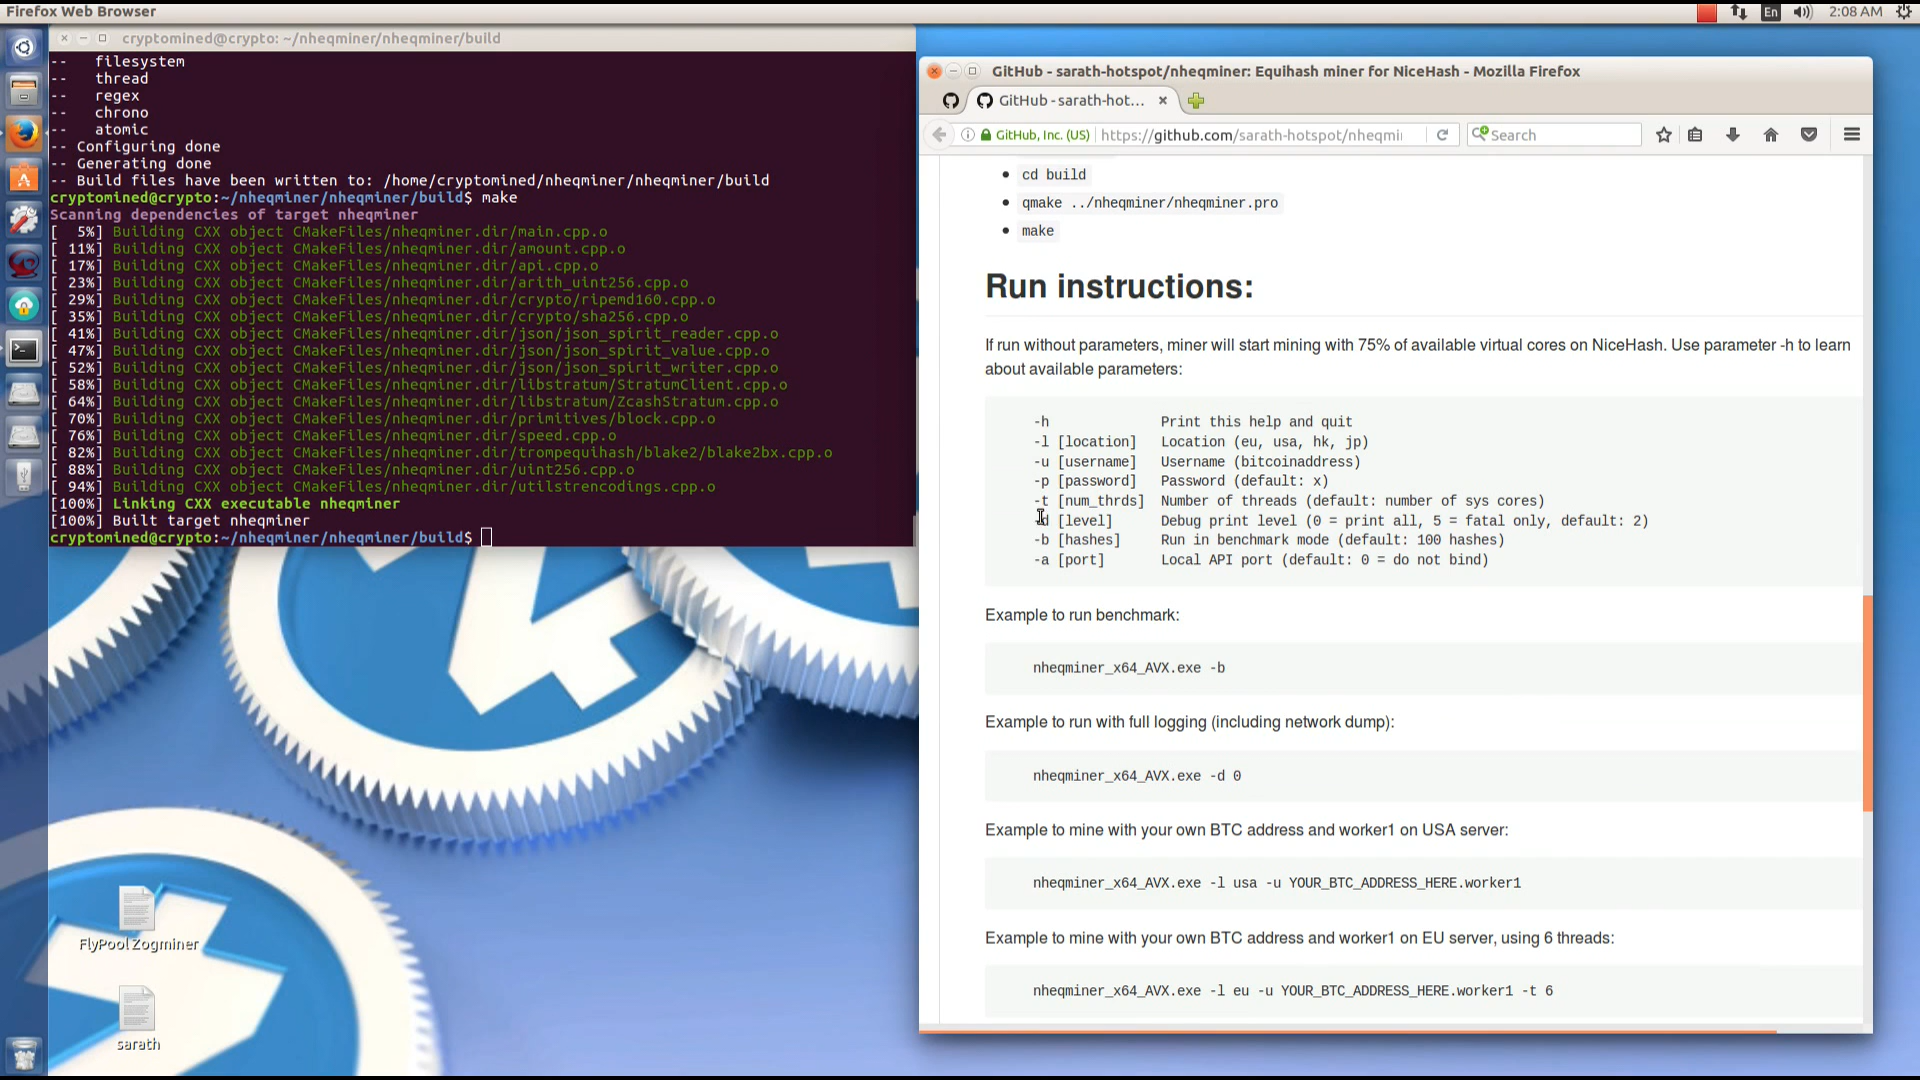 Firefox Web Browser
En
2:08 AM
cryptomined@crypto: ~/nheqminer/nheqminer/build
--   filesystem
--   thread
--   regex
--   chrono
--   atomic
-- Configuring done
-- Generating done
-- Build files have been written to: /home/cryptomined/nheqminer/nheqminer/build
cryptomined@crypto:~/nheqminer/nheqminer/build$ make
Scanning dependencies of target nheqminer
[  5%] Building CXX object CMakeFiles/nheqminer.dir/main.cpp.o
[ 11%] Building CXX object CMakeFiles/nheqminer.dir/amount.cpp.o
[ 17%] Building CXX object CMakeFiles/nheqminer.dir/api.cpp.o
[ 23%] Building CXX object CMakeFiles/nheqminer.dir/arith_uint256.cpp.o
[ 29%] Building CXX object CMakeFiles/nheqminer.dir/crypto/ripemd160.cpp.o
[ 35%] Building CXX object CMakeFiles/nheqminer.dir/crypto/sha256.cpp.o
[ 41%] Building CXX object CMakeFiles/nheqminer.dir/json/json_spirit_reader.cpp.o
[ 47%] Building CXX object CMakeFiles/nheqminer.dir/json/json_spirit_value.cpp.o
[ 52%] Building CXX object CMakeFiles/nheqminer.dir/json/json_spirit_writer.cpp.o
[ 58%] Building CXX object CMakeFiles/nheqminer.dir/libstratum/StratumClient.cpp.o
[ 64%] Building CXX object CMakeFiles/nheqminer.dir/libstratum/ZcashStratum.cpp.o
[ 70%] Building CXX object CMakeFiles/nheqminer.dir/primitives/block.cpp.o
[ 76%] Building CXX object CMakeFiles/nheqminer.dir/speed.cpp.o
[ 82%] Building CXX object CMakeFiles/nheqminer.dir/trompequihash/blake2/blake2bx.cpp.o
[ 88%] Building CXX object CMakeFiles/nheqminer.dir/uint256.cpp.o
[ 94%] Building CXX object CMakeFiles/nheqminer.dir/utilstrencodings.cpp.o
[100%] Linking CXX executable nheqminer
[100%] Built target nheqminer
cryptomined@crypto:~/nheqminer/nheqminer/build$
FlyPool Zogminer
sarath
GitHub - sarath-hotspot/nheqminer: Equihash miner for NiceHash - Mozilla Firefox
GitHub - sarath-hot...
GitHub, Inc. (US)
https://github.com/sarath-hotspot/nheqmi
Search
• cd build
• qmake ../nheqminer/nheqminer.pro
• make
Run instructions:
If run without parameters, miner will start mining with 75% of available virtual cores on NiceHash. Use parameter -h to learn
about available parameters:
-h              Print this help and quit
-l [location]   Location (eu, usa, hk, jp)
-u [username]   Username (bitcoinaddress)
-p [password]   Password (default: x)
-t [num_thrds]  Number of threads (default: number of sys cores)
-d [level]      Debug print level (0 = print all, 5 = fatal only, default: 2)
-b [hashes]     Run in benchmark mode (default: 100 hashes)
-a [port]       Local API port (default: 0 = do not bind)
Example to run benchmark:
nheqminer_x64_AVX.exe -b
Example to run with full logging (including network dump):
nheqminer_x64_AVX.exe -d 0
Example to mine with your own BTC address and worker1 on USA server:
nheqminer_x64_AVX.exe -l usa -u YOUR_BTC_ADDRESS_HERE.worker1
Example to mine with your own BTC address and worker1 on EU server, using 6 threads:
nheqminer_x64_AVX.exe -l eu -u YOUR_BTC_ADDRESS_HERE.worker1 -t 6